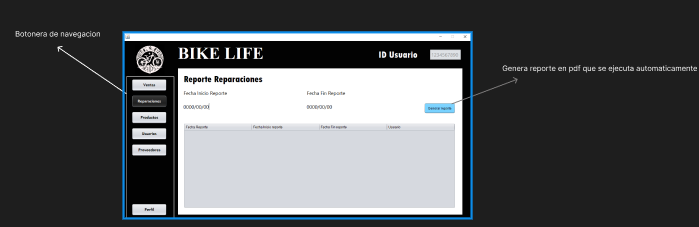 Botonera de navegacion
BIKE LIFE
ID Usuario
Genera reporte en pdf que se ejecuta automaticamente
Ventas
Reparaciones
Productos
Usuarios
Proveedores
Perfil
Reporte Reparaciones
Fecha Inicio Reporte
Fecha Fin Reporte
0000/00/00
0000/00/00
Generar reporte
Fecha Reporte
Fecha Inicio reporte
Fecha Fin reporte
Usuario